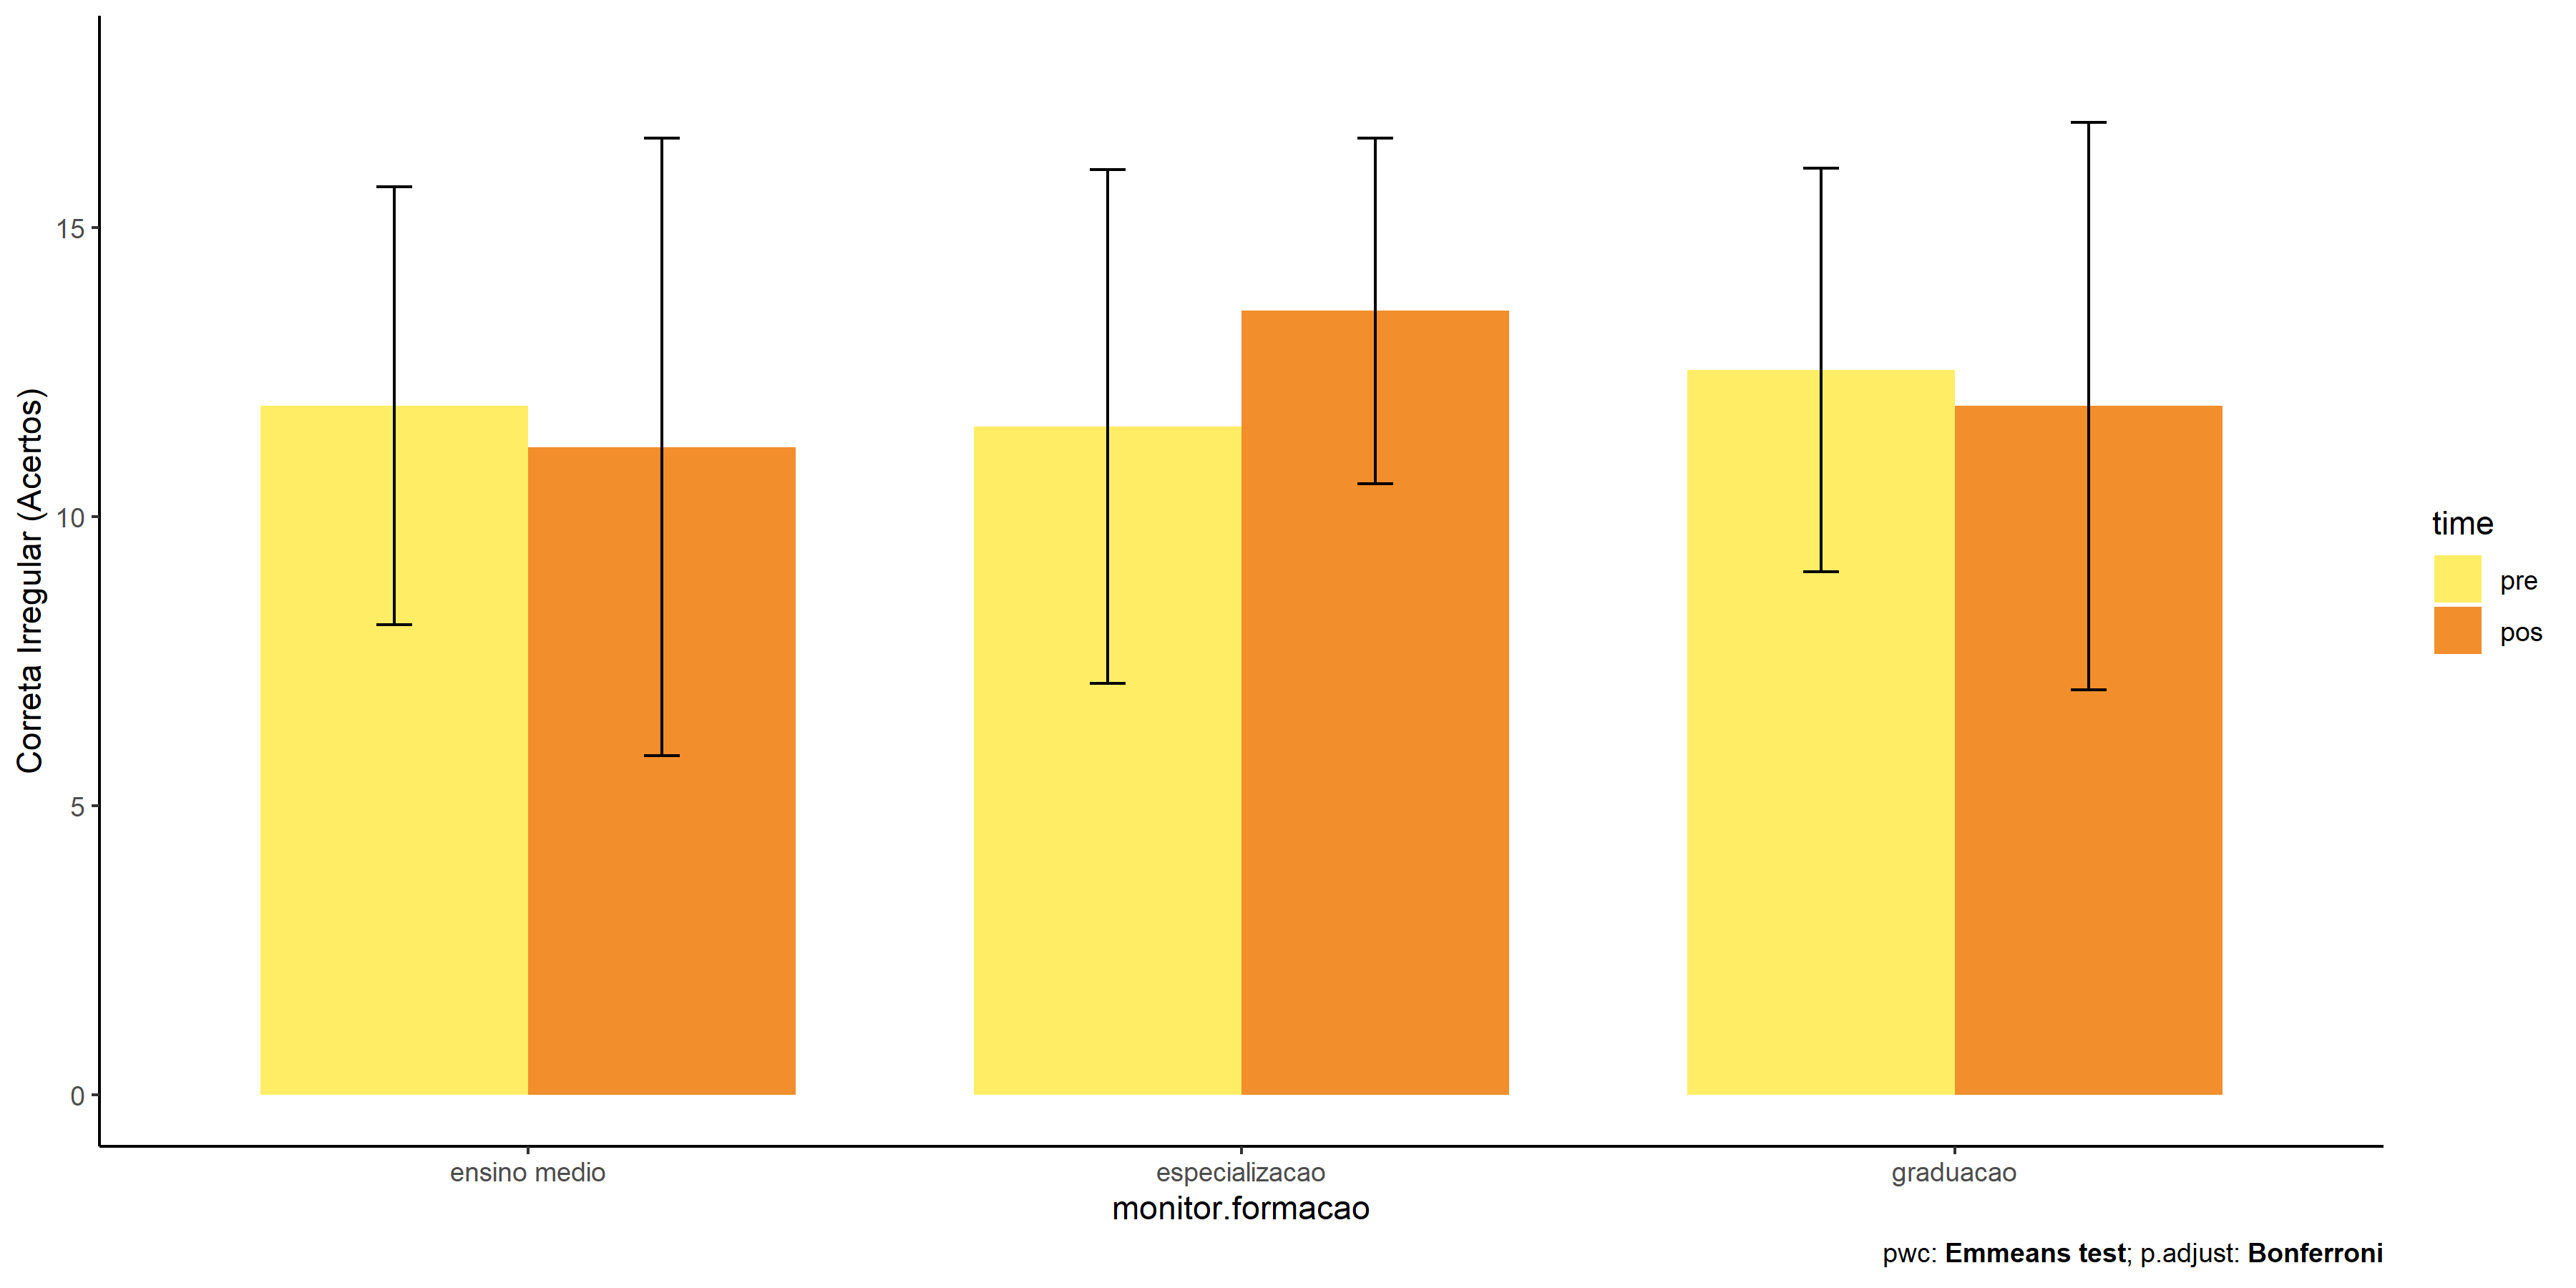 Correta Irregular (Acertos)
15
10
5
0
ensino medio
especializacao
graduacao
monitor.formacao
time
pre
pos
pwc: Emmeans test; p.adjust: Bonferroni